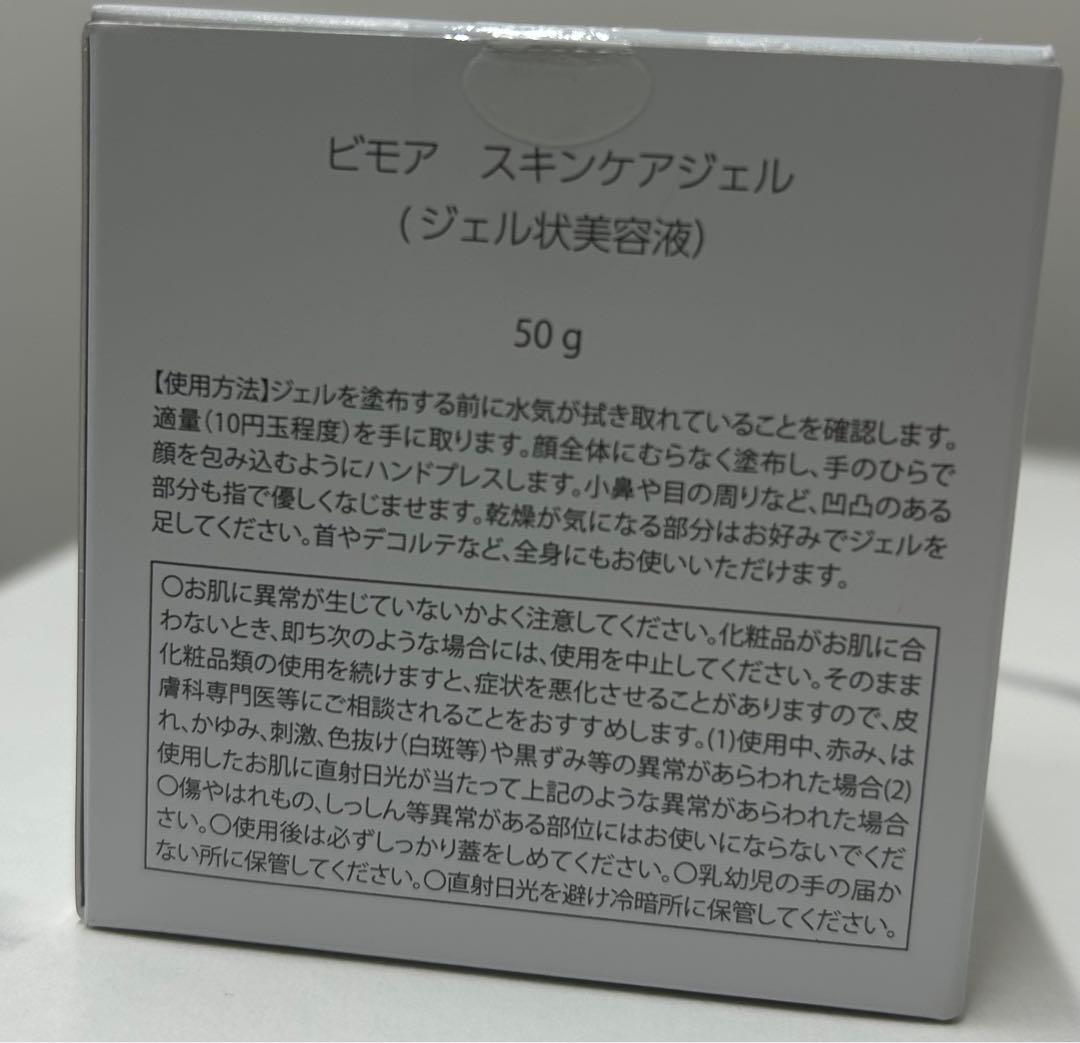 ビモア　スキンケアジェル
(ジェル状美容液)
50 g
【使用方法】ジェルを塗布する前に水気が拭き取れていることを確認します。
適量(10円玉程度)を手に取ります。顔全体にむらなく塗布し、手のひらで
顔を包み込むようにハンドプレスします。小鼻や目の周りなど、凹凸のある
部分も指で優しくなじませます。乾燥が気になる部分はお好みでジェルを
足してください。首やデコルテなど、全身にもお使いいただけます。
○お肌に異常が生じていないかよく注意してください。化粧品がお肌に合
わないとき、即ち次のような場合には、使用を中止してください。そのまま
化粧品類の使用を続けますと、症状を悪化させることがありますので、皮
膚科専門医等にご相談されることをおすすめします。(1)使用中、赤み、は
れ、かゆみ、刺激、色抜け(白斑等)や黒ずみ等の異常があらわれた場合(2)
使用したお肌に直射日光が当たって上記のような異常があらわれた場合
○傷やはれもの、しっしん等異常がある部位にはお使いにならないでくだ
さい。○使用後は必ずしっかり蓋をしめてください。○乳幼児の手の届か
ない所に保管してください。○直射日光を避け冷暗所に保管してください。